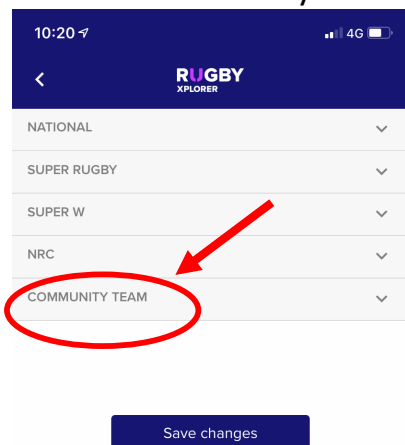 10:20 4G
RUGBY
XPLORER
NATIONAL
SUPER RUGBY
SUPER W
NRC
COMMUNITY TEAM
Save changes